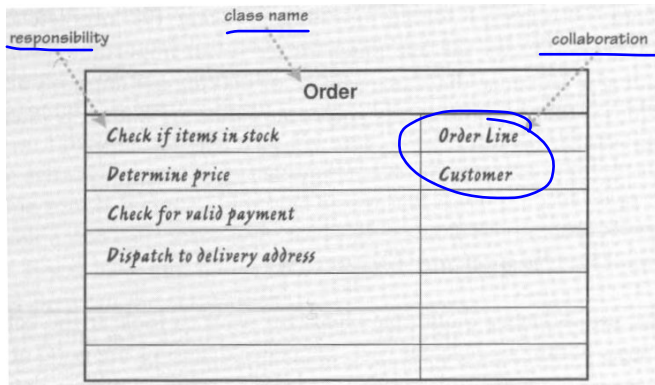 class name
responsibility
collaboration
Order
Check if items in stock
Order Line
Determine price
Customer
Check for valid payment
Dispatch to delivery address